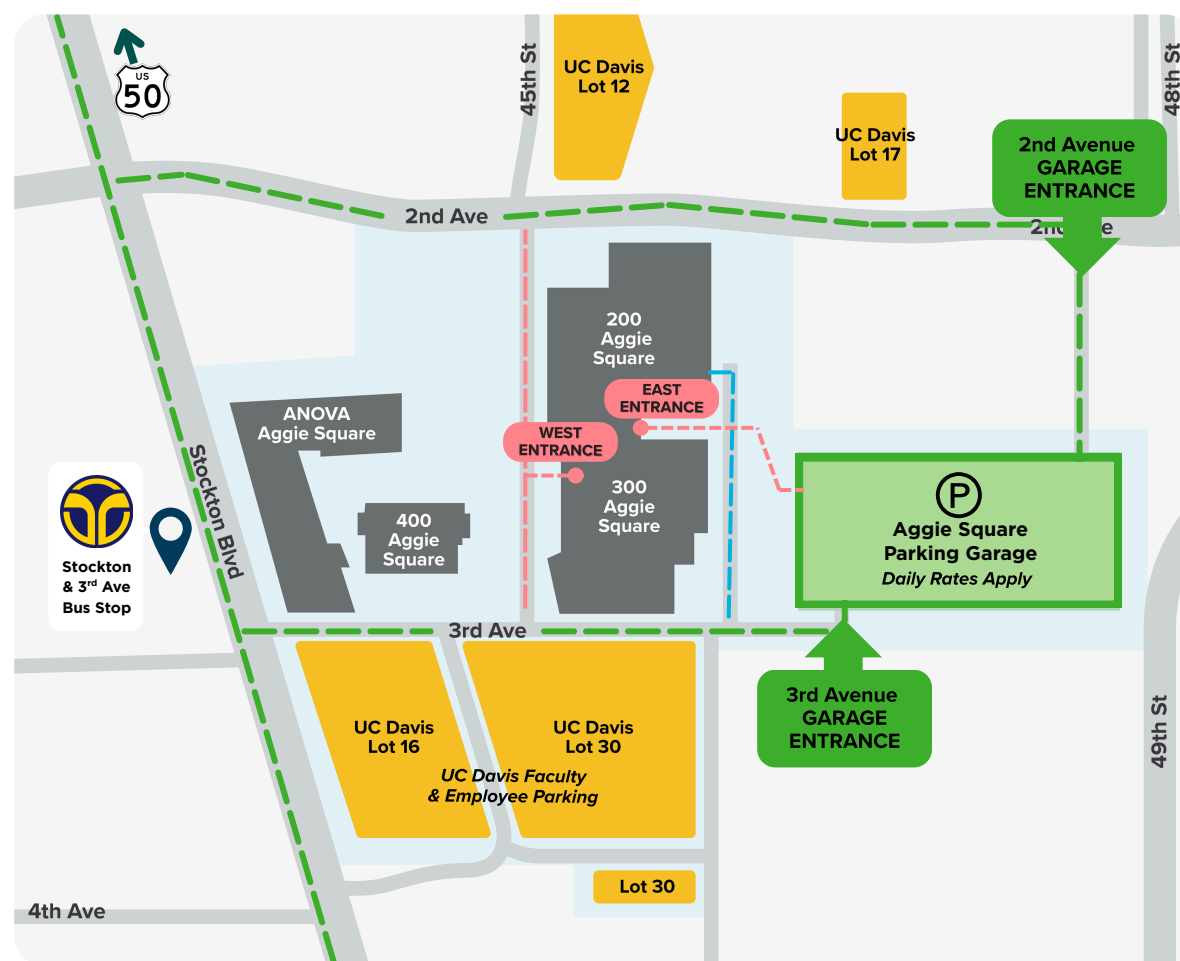 US
50
45th St
UC Davis
Lot 12
48th St
UC Davis
Lot 17
2nd Avenue
GARAGE
ENTRANCE
2nd Ave
200
Aggie
Square
EAST
ENTRANCE
WEST
ENTRANCE
ANOVA
Aggie Square
Stockton Blvd
300
Aggie
Square
400
Aggie
Square
P
Aggie Square
Parking Garage
Daily Rates Apply
Stockton
& 3rd Ave
Bus Stop
3rd Ave
3rd Avenue
GARAGE
ENTRANCE
UC Davis
Lot 16
UC Davis
Lot 30
UC Davis Faculty
& Employee Parking
49th St
Lot 30
4th Ave